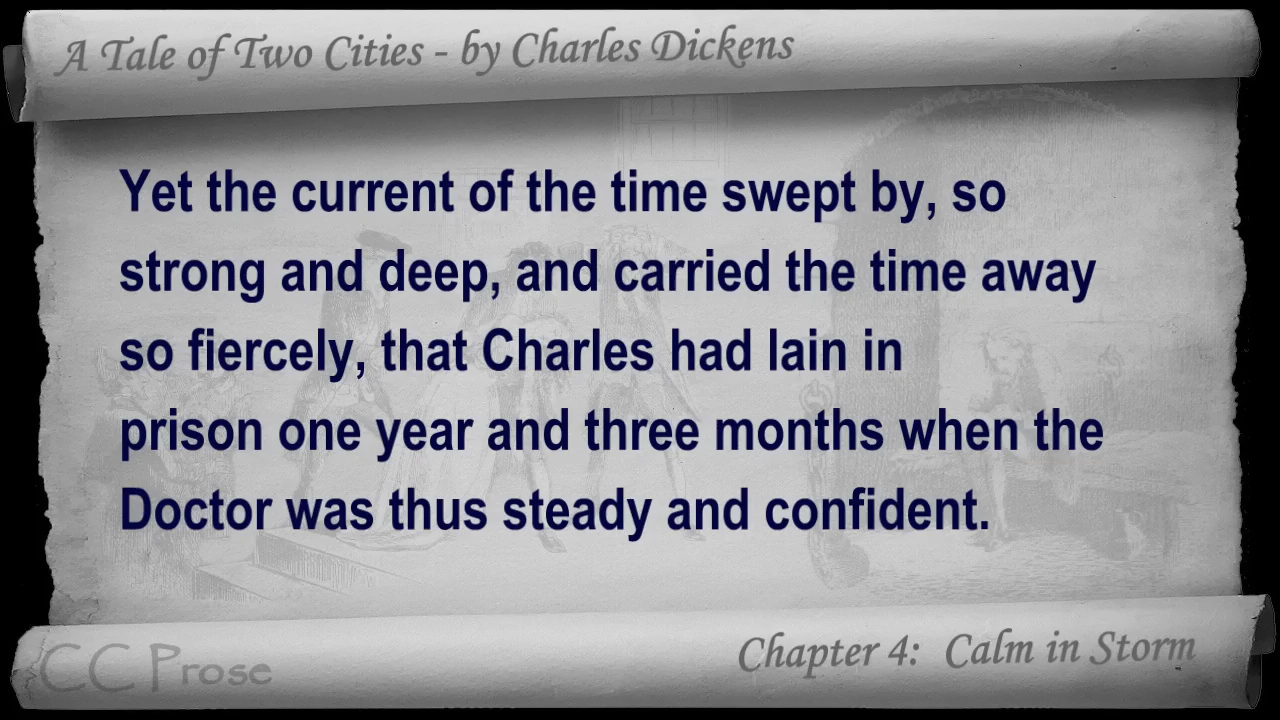 A Tale of Two Cities - by Charles Dickens
Yet the current of the time swept by, so
strong and deep, and carried the time away
so fiercely, that Charles had lain in
prison one year and three months when the
Doctor was thus steady and confident.
CC Prose
Chapter 4: Calm in Storm